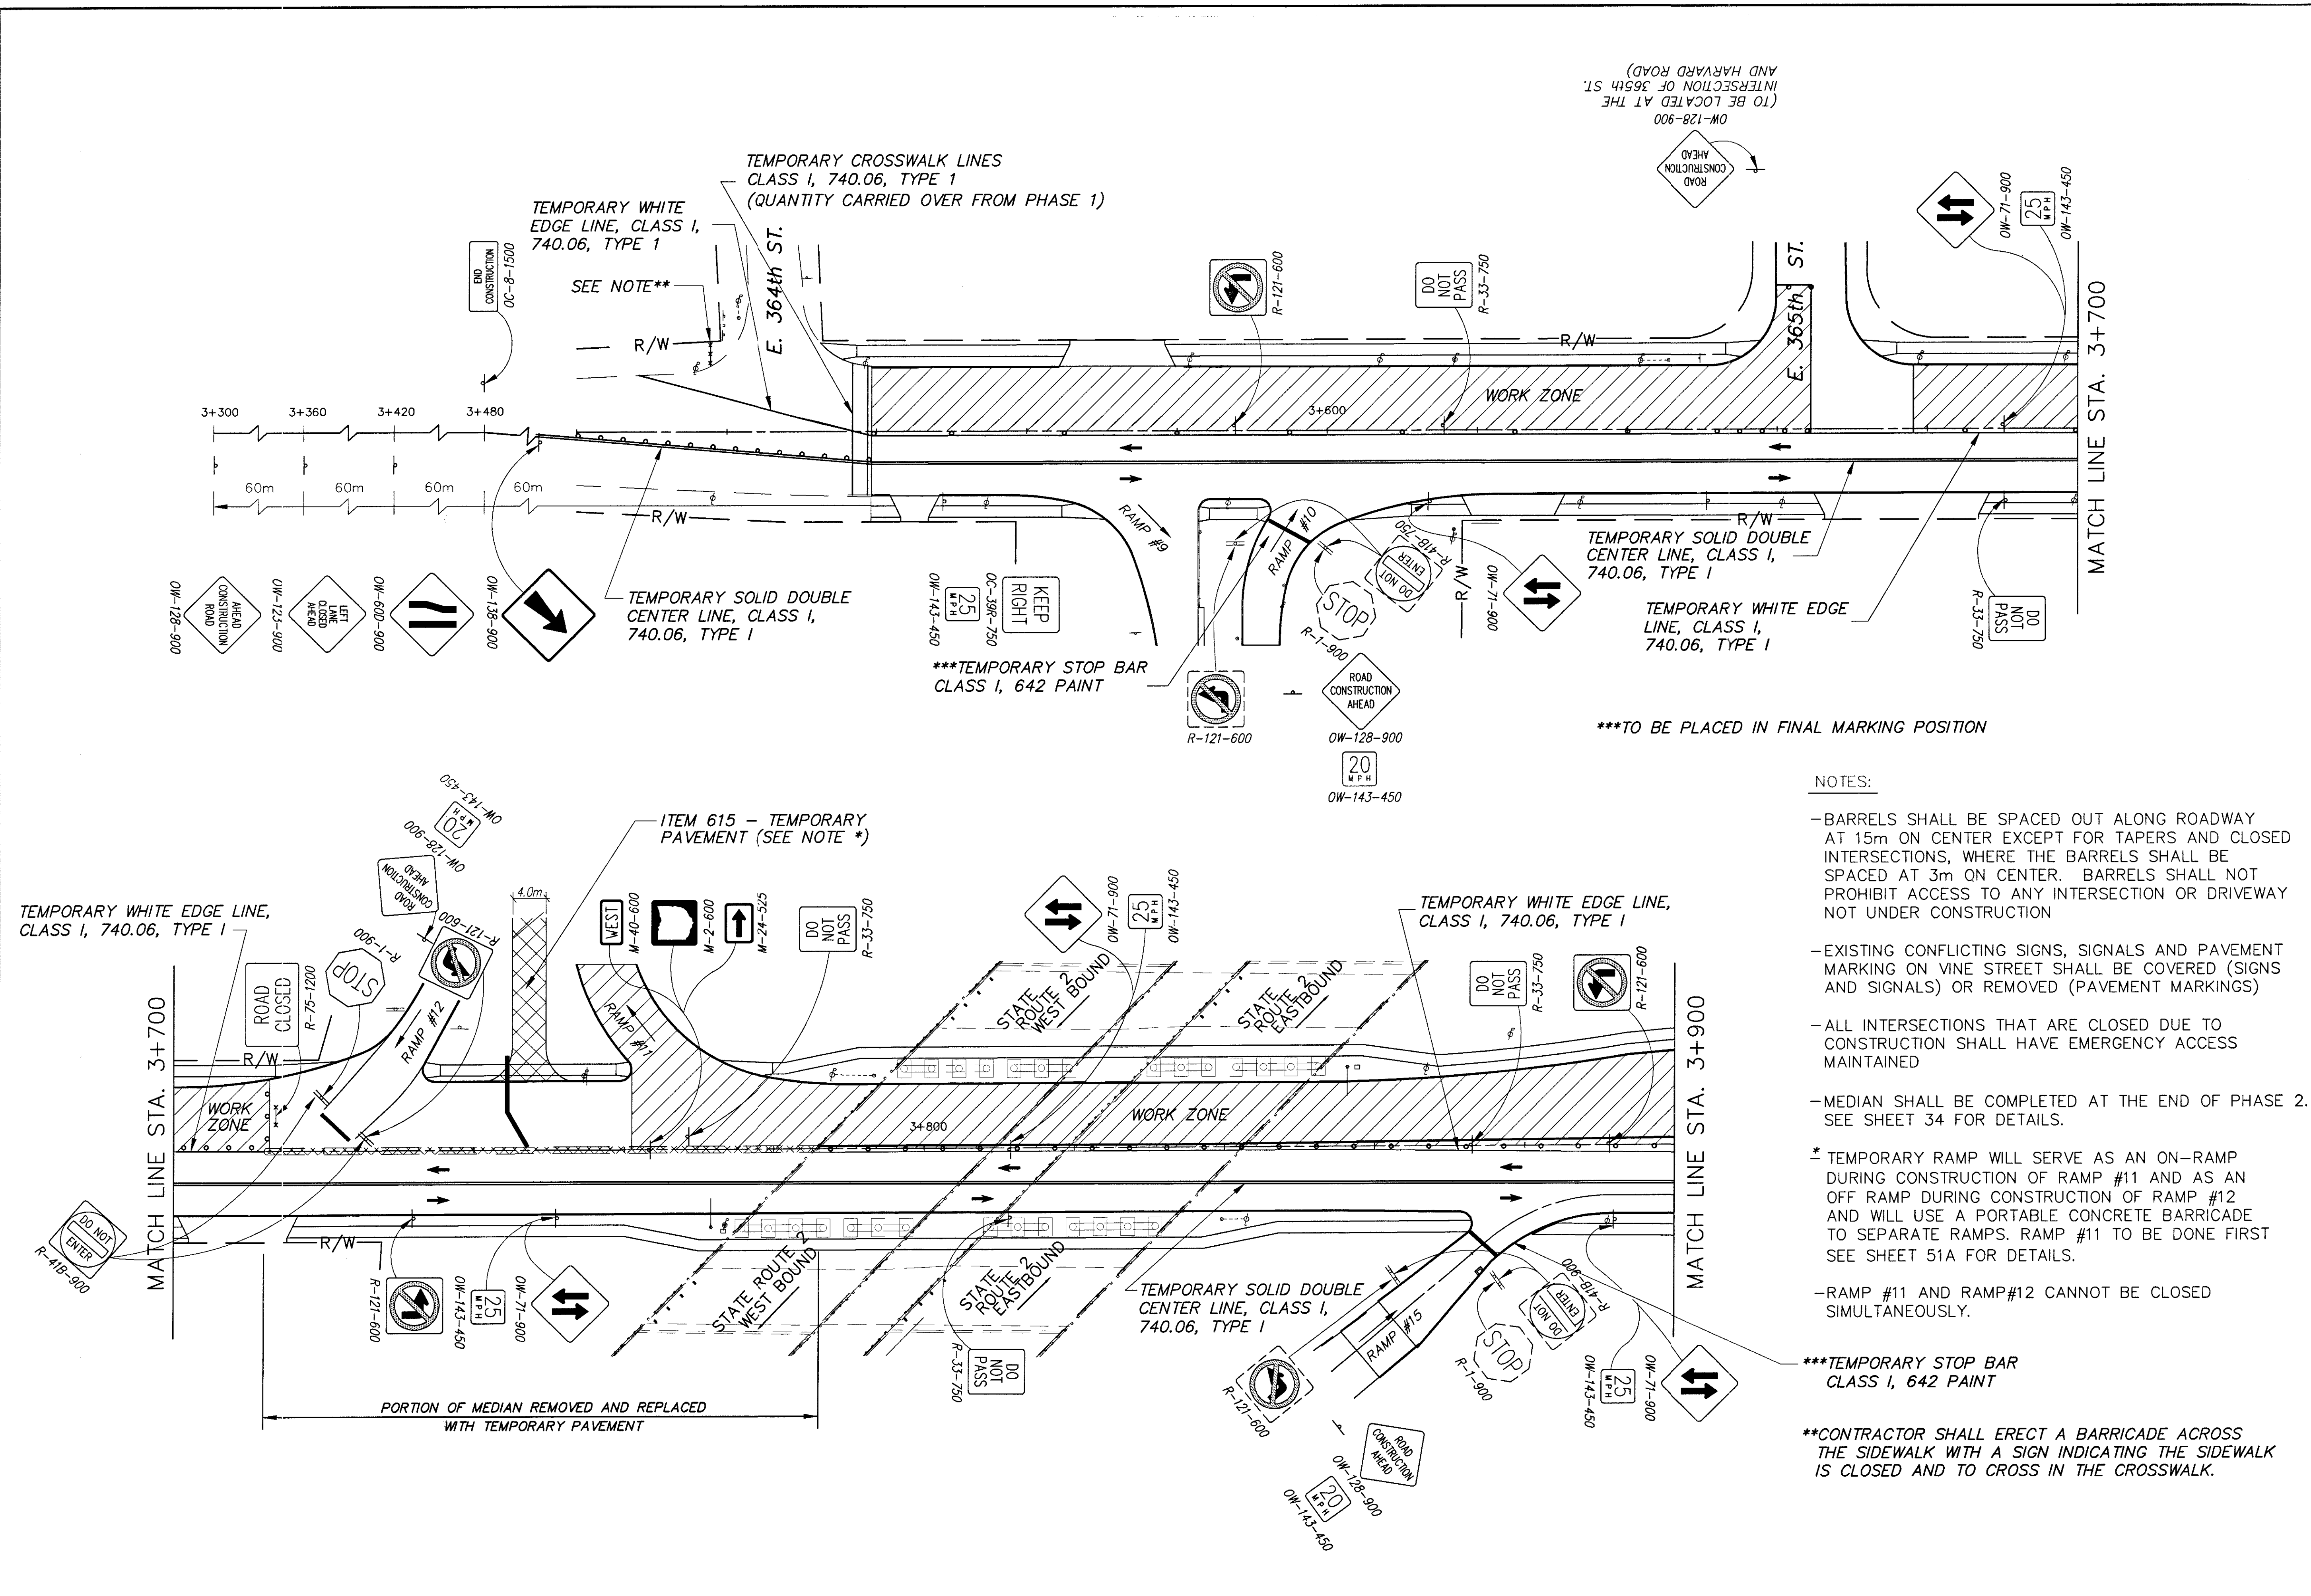 (TO BE LOCATED AT THE
INTERSECTION OF 365th ST.
AND HARVARD ROAD)
OW-128-900
ROAD
CONSTRUCTION
AHEAD
TEMPORARY CROSSWALK LINES
CLASS I, 740.06, TYPE 1
(QUANTITY CARRIED OVER FROM PHASE 1)
TEMPORARY WHITE
EDGE LINE, CLASS I,
740.06, TYPE 1
SEE NOTE**
END
CONSTRUCTION
OC-8-1500
E. 364th ST.
R/W
R-121-600
DO
NOT
PASS
R-33-750
R/W
E. 365th ST.
OW-71-900
25
MPH
OW-143-450
MATCH LINE STA. 3+700
3+300
3+360
3+420
3+480
60m
60m
60m
60m
R/W
WORK ZONE
3+600
RAMP #9
RAMP #10
R/W
R/W
OW-128-900
ROAD
CONSTRUCTION
AHEAD
OW-123-900
LEFT
LANE
CLOSED
AHEAD
OW-60D-900
OW-138-900
TEMPORARY SOLID DOUBLE
CENTER LINE, CLASS I,
740.06, TYPE I
OW-143-450
25
MPH
OC-39R-750
KEEP
RIGHT
***TEMPORARY STOP BAR
CLASS I, 642 PAINT
R-121-600
DO NOT
ENTER
R-41B-750
STOP
R-1-900
OW-71-900
ROAD
CONSTRUCTION
AHEAD
OW-128-900
20
MPH
OW-143-450
TEMPORARY SOLID DOUBLE
CENTER LINE, CLASS I,
740.06, TYPE I
TEMPORARY WHITE EDGE
LINE, CLASS I,
740.06, TYPE I
R-33-750
DO
NOT
PASS
***TO BE PLACED IN FINAL MARKING POSITION
OW-143-450
20
MPH
OW-128-900
ROAD
CONSTRUCTION
AHEAD
R-121-600
R-1-900
STOP
ITEM 615 - TEMPORARY
PAVEMENT (SEE NOTE *)
4.0m
TEMPORARY WHITE EDGE LINE,
CLASS I, 740.06, TYPE I
ROAD
CLOSED
R-75-1200
WEST
M-40-600
M-2-600
M-24-525
DO
NOT
PASS
R-33-750
OW-71-900
25
MPH
OW-143-450
TEMPORARY WHITE EDGE LINE,
CLASS I, 740.06, TYPE I
DO
NOT
PASS
R-33-750
R-121-600
MATCH LINE STA. 3+700
R/W
RAMP #12
RAMP #11
STATE
ROUTE 2
WEST BOUND
STATE
ROUTE 2
EASTBOUND
WORK
ZONE
3+800
WORK ZONE
MATCH LINE STA. 3+900
DO NOT
ENTER
R-41B-900
R/W
R-121-600
OW-143-450
25
MPH
OW-71-900
STATE ROUTE 2
WEST BOUND
STATE
ROUTE 2
EASTBOUND
R-33-750
DO
NOT
PASS
TEMPORARY SOLID DOUBLE
CENTER LINE, CLASS I,
740.06, TYPE I
RAMP #15
R-121-600
STOP
R-1-900
DO NOT
ENTER
R-41B-900
OW-143-450
25
MPH
OW-71-900
ROAD
CONSTRUCTION
AHEAD
OW-128-900
20
MPH
OW-143-450
PORTION OF MEDIAN REMOVED AND REPLACED
WITH TEMPORARY PAVEMENT
NOTES:
-BARRELS SHALL BE SPACED OUT ALONG ROADWAY
AT 15m ON CENTER EXCEPT FOR TAPERS AND CLOSED
INTERSECTIONS, WHERE THE BARRELS SHALL BE
SPACED AT 3m ON CENTER. BARRELS SHALL NOT
PROHIBIT ACCESS TO ANY INTERSECTION OR DRIVEWAY
NOT UNDER CONSTRUCTION
-EXISTING CONFLICTING SIGNS, SIGNALS AND PAVEMENT
MARKING ON VINE STREET SHALL BE COVERED (SIGNS
AND SIGNALS) OR REMOVED (PAVEMENT MARKINGS)
-ALL INTERSECTIONS THAT ARE CLOSED DUE TO
CONSTRUCTION SHALL HAVE EMERGENCY ACCESS
MAINTAINED
-MEDIAN SHALL BE COMPLETED AT THE END OF PHASE 2.
SEE SHEET 34 FOR DETAILS.
* TEMPORARY RAMP WILL SERVE AS AN ON-RAMP
DURING CONSTRUCTION OF RAMP #11 AND AS AN
OFF RAMP DURING CONSTRUCTION OF RAMP #12
AND WILL USE A PORTABLE CONCRETE BARRICADE
TO SEPARATE RAMPS. RAMP #11 TO BE DONE FIRST
SEE SHEET 51A FOR DETAILS.
-RAMP #11 AND RAMP#12 CANNOT BE CLOSED
SIMULTANEOUSLY.
***TEMPORARY STOP BAR
CLASS I, 642 PAINT
**CONTRACTOR SHALL ERECT A BARRICADE ACROSS
THE SIDEWALK WITH A SIGN INDICATING THE SIDEWALK
IS CLOSED AND TO CROSS IN THE CROSSWALK.